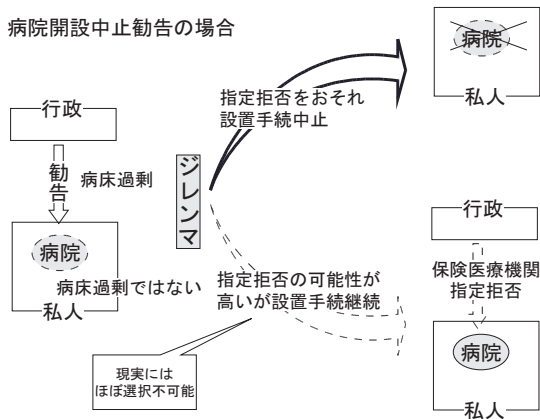 病院開設中止勧告の場合
行政
勧告
病床過剰
病院
病床過剰ではない
私人
ジレンマ
指定拒否をおそれ
設置手続中止
病院
私人
指定拒否の可能性が
高いが設置手続継続
現実には
ほぼ選択不可能
行政
保険医療機関
指定拒否
病院
私人